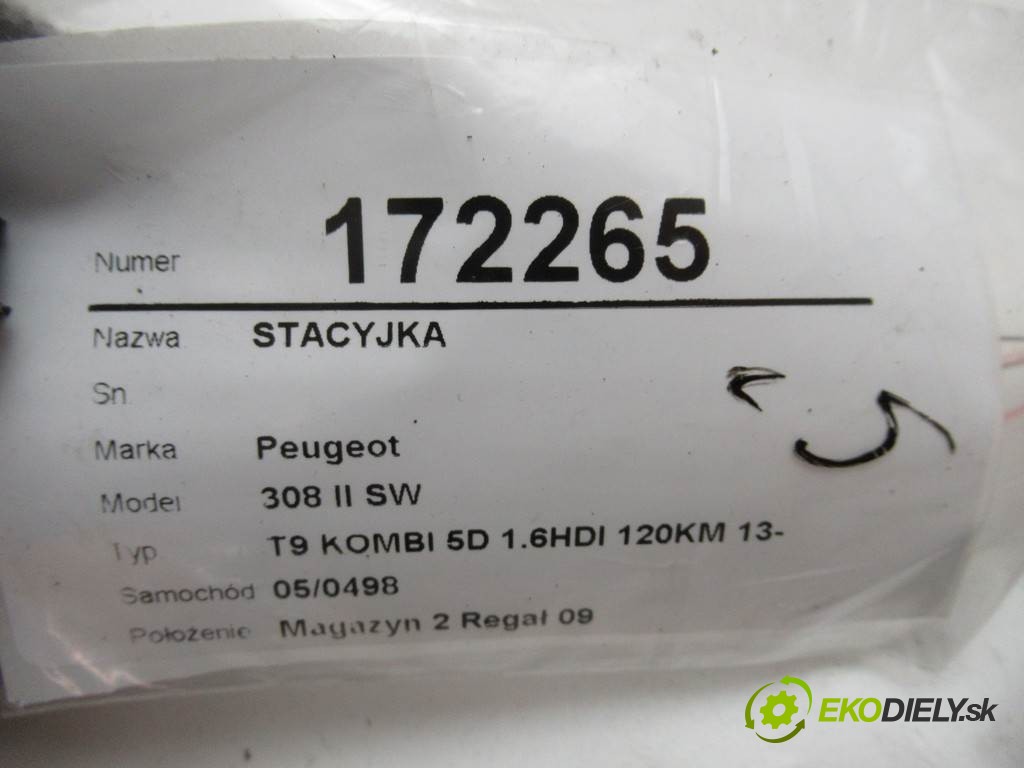 Numer 172265
Nazwa STACYJKA
Sn
Marka Peugeot
Model 308 II SW
Typ T9 KOMBI 5D 1.6HDI 120KM 13-
Samochód 05/0498
Położenie Magazyn 2 Regał 09
EKODIELY.sk